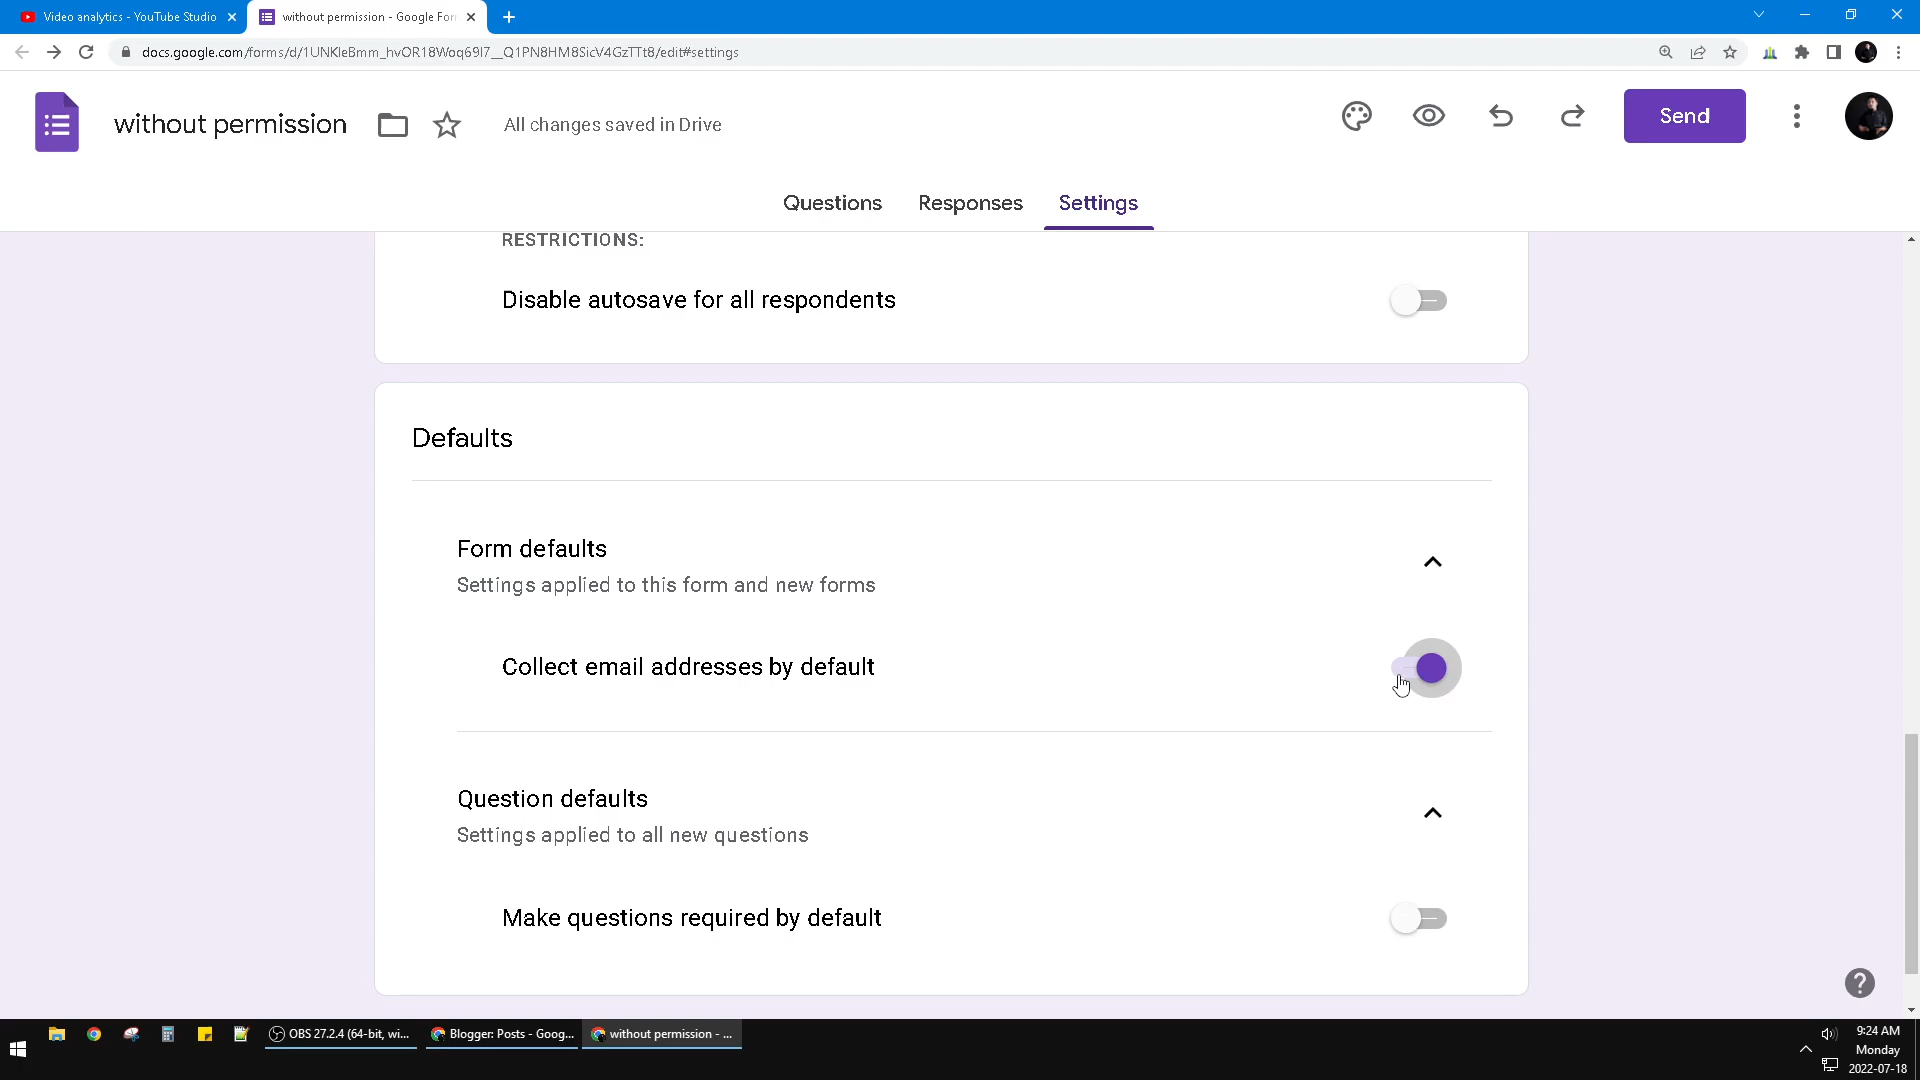 Video analytics - YouTube Studio
without permission - Google For
docs.google.com/forms/d/1UNKIeBmm_hvOR18Woq69I7__Q1PN8HM8SicV4GzTTt8/edit#settings
without permission
All changes saved in Drive
Send
Questions
Responses
Settings
RESTRICTIONS:
Disable autosave for all respondents
Defaults
Form defaults
Settings applied to this form and new forms
Collect email addresses by default
Question defaults
Settings applied to all new questions
Make questions required by default
OBS 27.2.4 (64-bit, wi...
Blogger: Posts - Goog...
without permission - ...
9:24 AM
Monday
2022-07-18